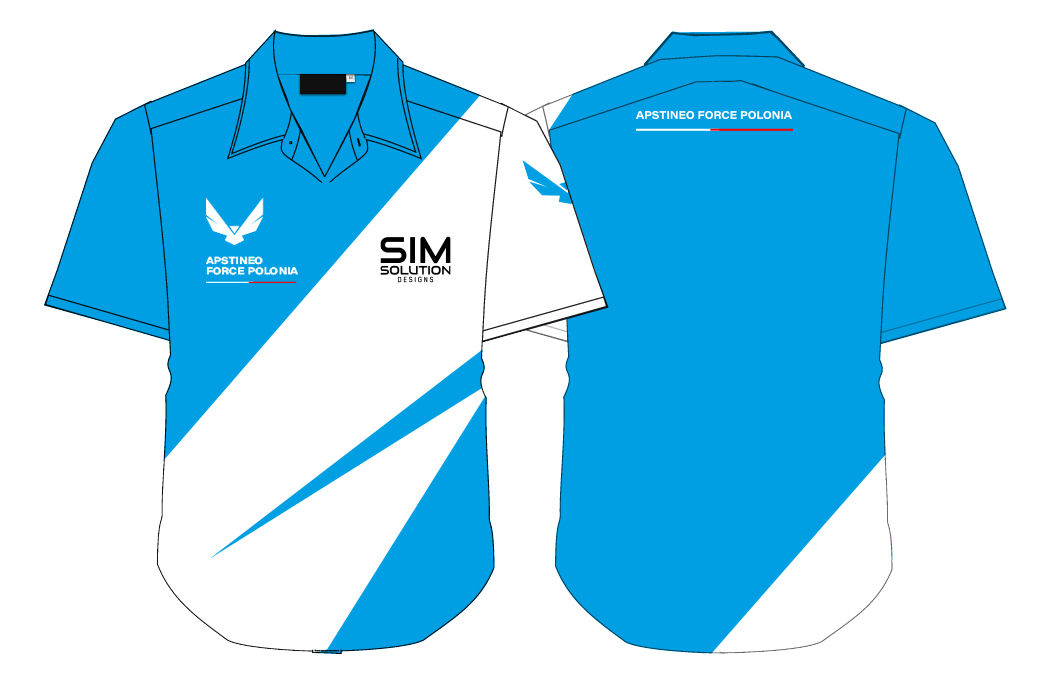 APSTINEO FORCE POLONIA
APSTINEO
FORCE POLONIA
SIM
SOLUTION
DESIGNS